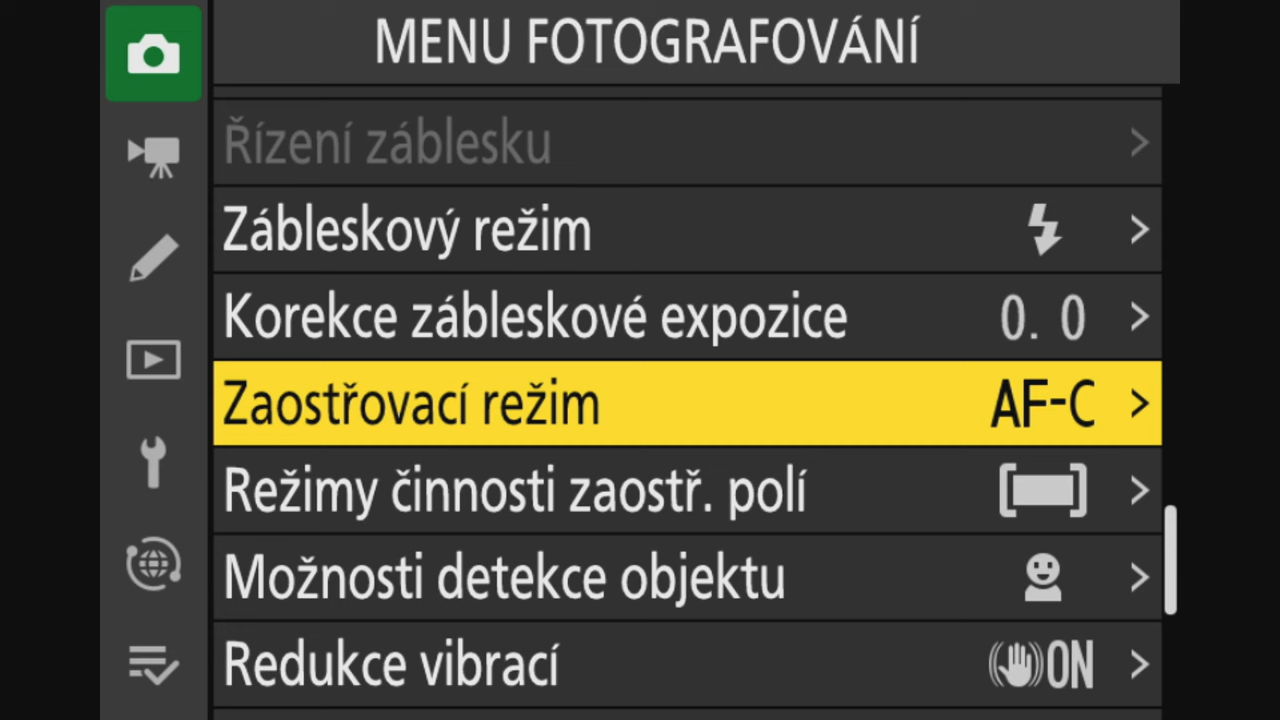 MENU FOTOGRAFOVÁNÍ
Řízení záblesku >
Zábleskový režim >
Korekce zábleskové expozice 0. 0 >
Zaostřovací režim AF-C >
Režimy činnosti zaostř. polí >
Možnosti detekce objektu >
Redukce vibrací ON >